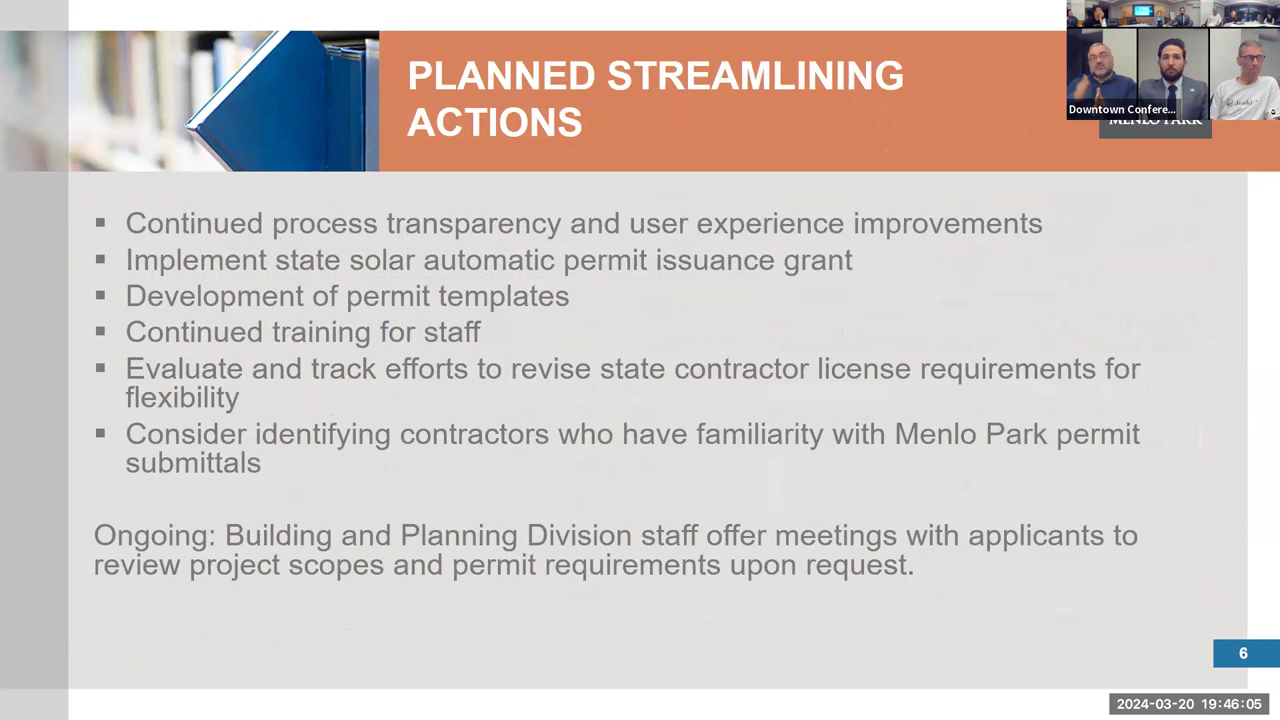 PLANNED STREAMLINING
ACTIONS
Downtown Confere...
MENLO PARK
▪ Continued process transparency and user experience improvements
▪ Implement state solar automatic permit issuance grant
▪ Development of permit templates
▪ Continued training for staff
▪ Evaluate and track efforts to revise state contractor license requirements for
flexibility
▪ Consider identifying contractors who have familiarity with Menlo Park permit
submittals
Ongoing: Building and Planning Division staff offer meetings with applicants to
review project scopes and permit requirements upon request.
6
2024-03-20 19:46:05